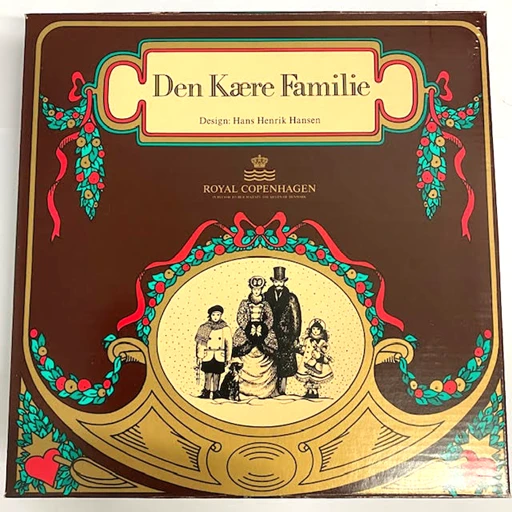 Den Kære Familie
Design: Hans Henrik Hansen
ROYAL COPENHAGEN